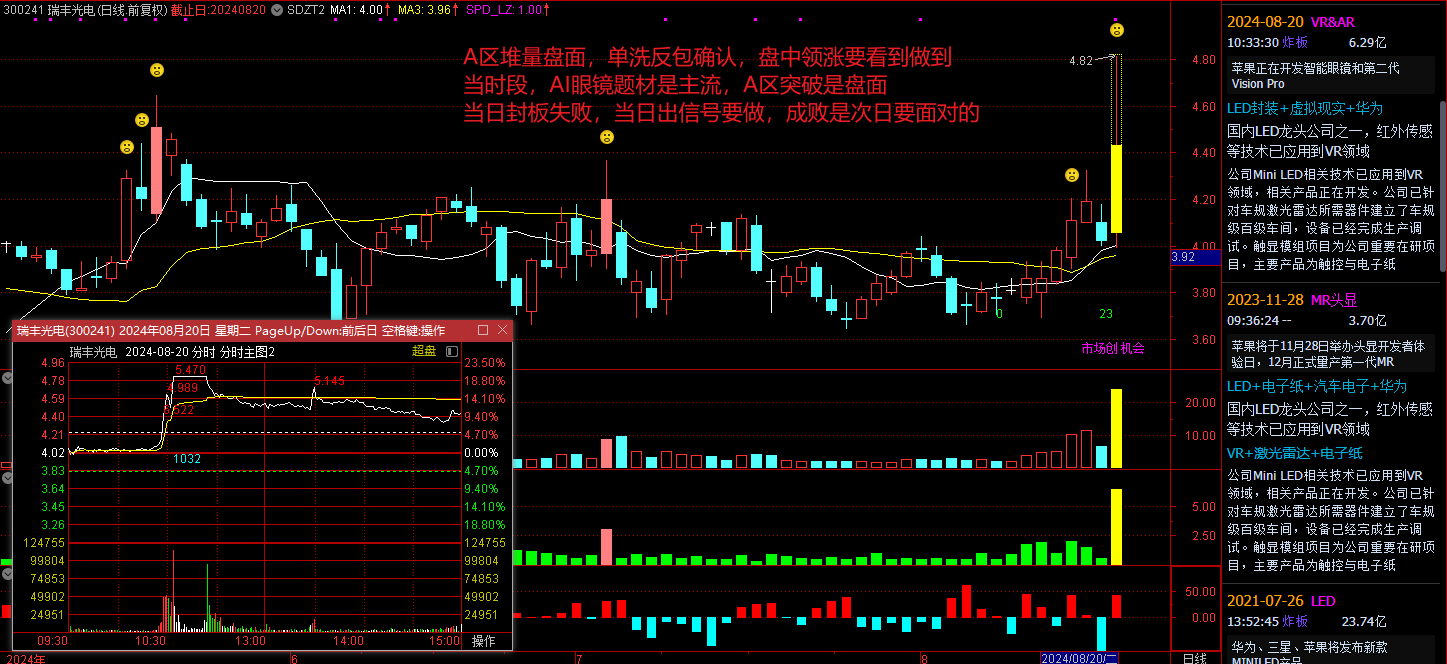 300241 瑞丰光电(日线.前复权) 截止日:20240820 SDZT2 MA1: 4.00↑ MA3: 3.96↑ SPD_LZ: 1.00↑
A区堆量盘面，单洗反包确认，盘中领涨要看到做到
当时段，AI眼镜题材是主流，A区突破是盘面
当日封板失败，当日出信号要做，成败是次日要面对的
4.82
4.80
4.60
4.40
4.20
4.00
3.92
3.80
3.60
0
23
市场创机会
20.00
10.00
5.00
2.50
50.00
0.00
瑞丰光电(300241) 2024年08月20日 星期二 PageUp/Down:前后日 空格键:操作
瑞丰光电 2024-08-20 分时 分时主图2 超盘
4.96 23.50%
4.78 18.80%
4.59 14.10%
4.40 9.40%
4.21 4.70%
4.02 0.00%
3.83 4.70%
3.64 9.40%
3.45 14.10%
3.26 18.80%
124755 124755
99804 99804
74853 74853
49902 49902
24951 24951
5.470
5.145
1032
09:30 10:30 13:00 14:00 15:00 操作
2024年 6 7 8 2024/08/20/二 日线
2024-08-20 VR&AR
10:33:30 炸板 6.29亿
苹果正在开发智能眼镜和第二代
Vision Pro
LED封装+虚拟现实+华为
国内LED龙头公司之一，红外传感
等技术已应用到VR领域
公司Mini LED相关技术已应用到VR
领域，相关产品正在开发。公司已针
对车规激光雷达所需器件建立了车规
级百级车间，设备已经完成生产调
试。触显模组项目为公司重要在研项
目，主要产品为触控与电子纸
2023-11-28 MR头显
09:36:24 -- 3.70亿
苹果将于11月28日举办头显开发者体
验日，12月正式量产第一代MR
LED+电子纸+汽车电子+华为
国内LED龙头公司之一，红外传感
等技术已应用到VR领域
VR+激光雷达+电子纸
公司Mini LED相关技术已应用到VR
领域，相关产品正在开发。公司已针
对车规激光雷达所需器件建立了车规
级百级车间，设备已经完成生产调
试。触显模组项目为公司重要在研项
目，主要产品为触控与电子纸
2021-07-26 LED
13:52:45 炸板 23.74亿
华为、三星、苹果将发布新款
MINILED产品